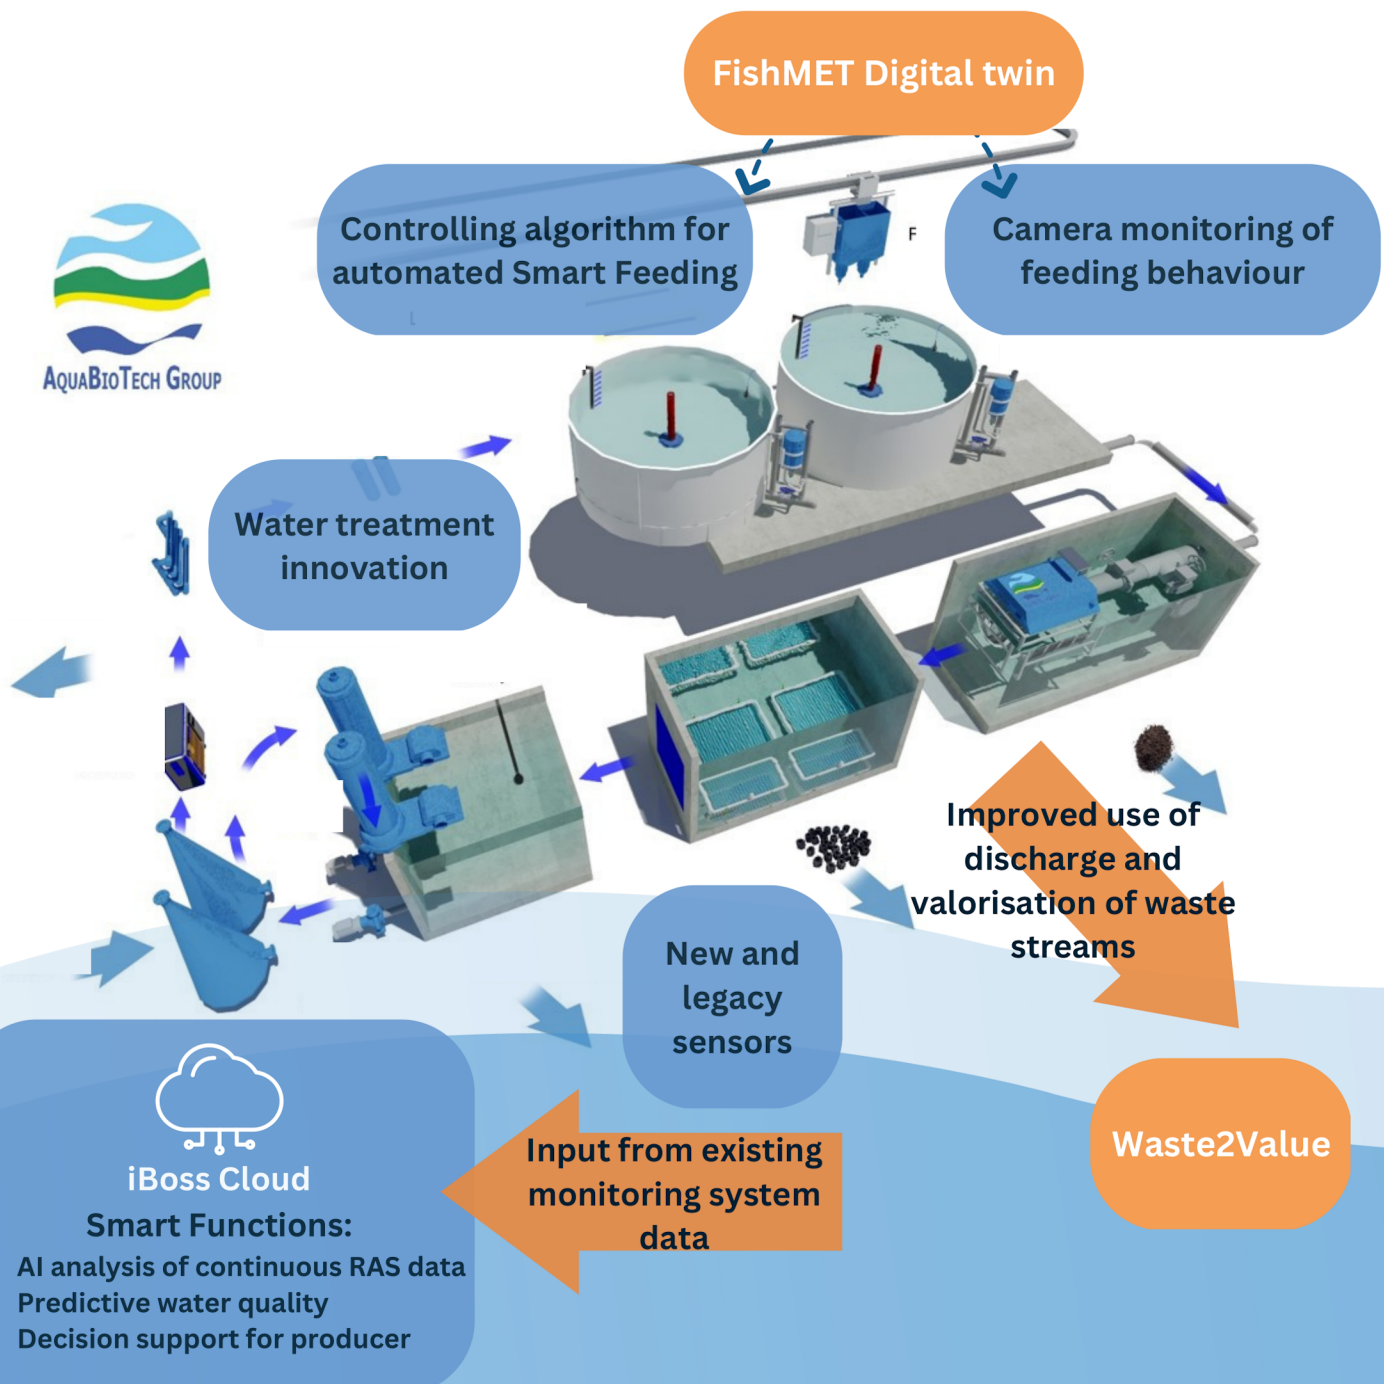 FishMET Digital twin
Controlling algorithm for
automated Smart Feeding
F
Camera monitoring of
feeding behaviour
AQUABIOTECH GROUP
Water treatment
innovation
Improved use of
discharge and
valorisation of waste
streams
New and
legacy
sensors
Input from existing
monitoring system
data
Waste2Value
iBoss Cloud
Smart Functions:
AI analysis of continuous RAS data
Predictive water quality
Decision support for producer